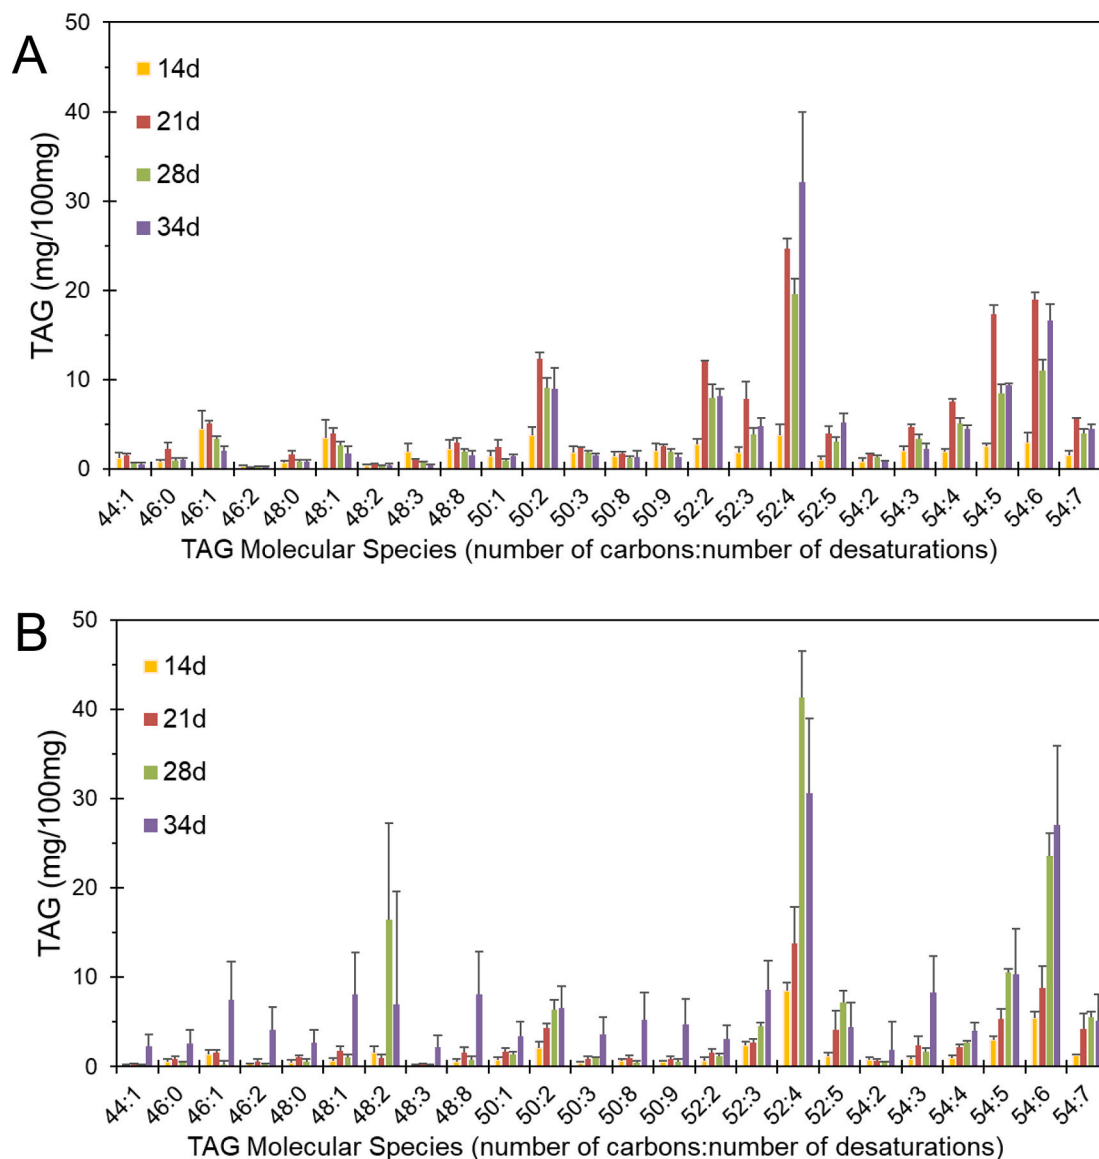 A
50
40
30
20
10
0
TAG (mg/100mg)
14d
21d
28d
34d
44:1 46:0 46:1 46:2 48:0 48:1 48:2 48:3 48:8 50:1 50:2 50:3 50:8 50:9 52:2 52:3 52:4 52:5 54:2 54:3 54:4 54:5 54:6 54:7
TAG Molecular Species (number of carbons:number of desaturations)
B
50
40
30
20
10
0
TAG (mg/100mg)
14d
21d
28d
34d
44:1 46:0 46:1 46:2 48:0 48:1 48:2 48:3 48:8 50:1 50:2 50:3 50:8 50:9 52:2 52:3 52:4 52:5 54:2 54:3 54:4 54:5 54:6 54:7
TAG Molecular Species (number of carbons:number of desaturations)